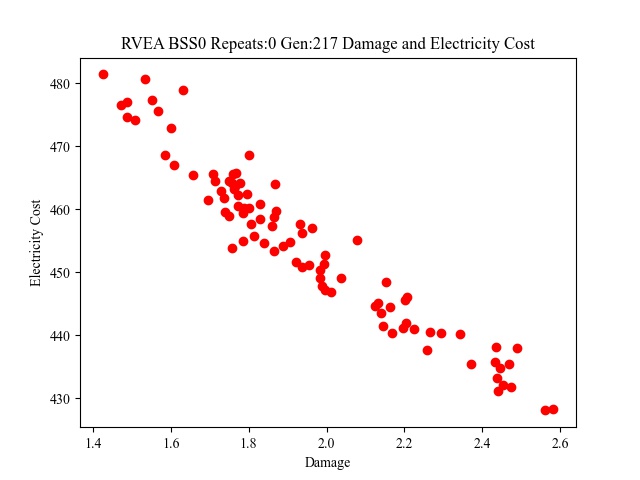 RVEA BSS0 Repeats:0 Gen:217 Damage and Electricity Cost
480
470
460
450
440
430
Electricity Cost
1.4 1.6 1.8 2.0 2.2 2.4 2.6
Damage